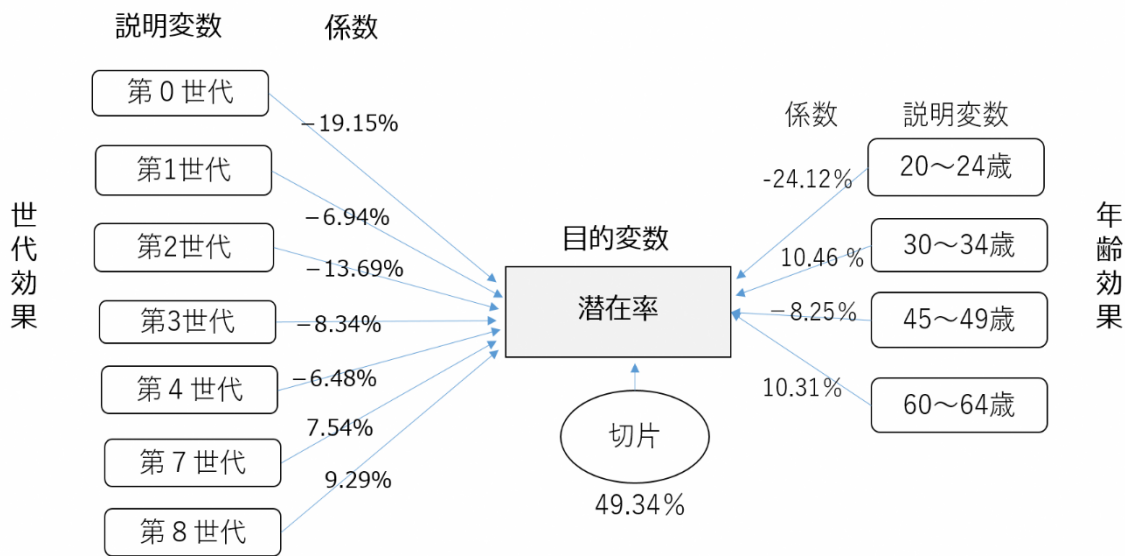 説明変数
係数
第０世代
−19.15%
第1世代
−6.94%
第2世代
−13.69%
第3世代
−8.34%
第４世代
−6.48%
第７世代
7.54%
第８世代
9.29%
世代効果
目的変数
潜在率
切片
49.34%
係数
説明変数
-24.12%
20～24歳
10.46 %
30～34歳
−8.25%
45～49歳
10.31%
60～64歳
年齢効果